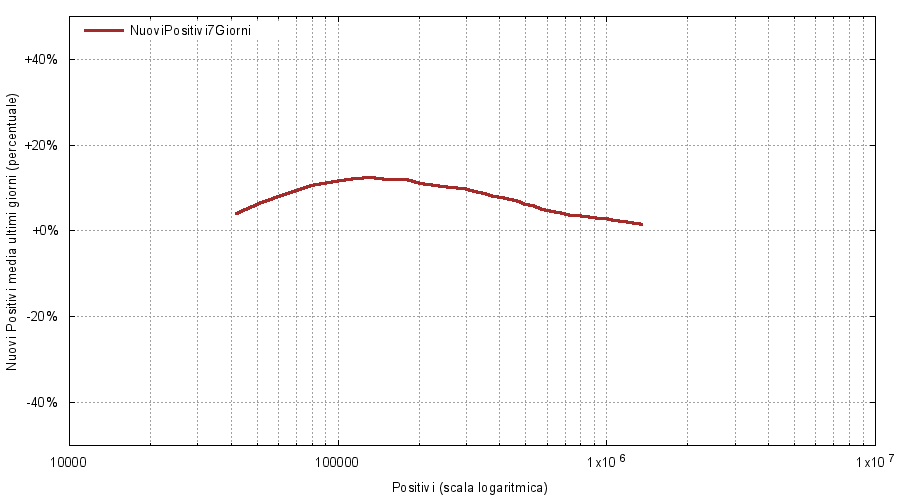 NuoviPositivi7Giorni
+40%
+20%
+0%
-20%
-40%
Nuovi Positivi media ultimi giorni (percentuale)
10000 100000 1x10^6 1x10^7
Positivi (scala logaritmica)